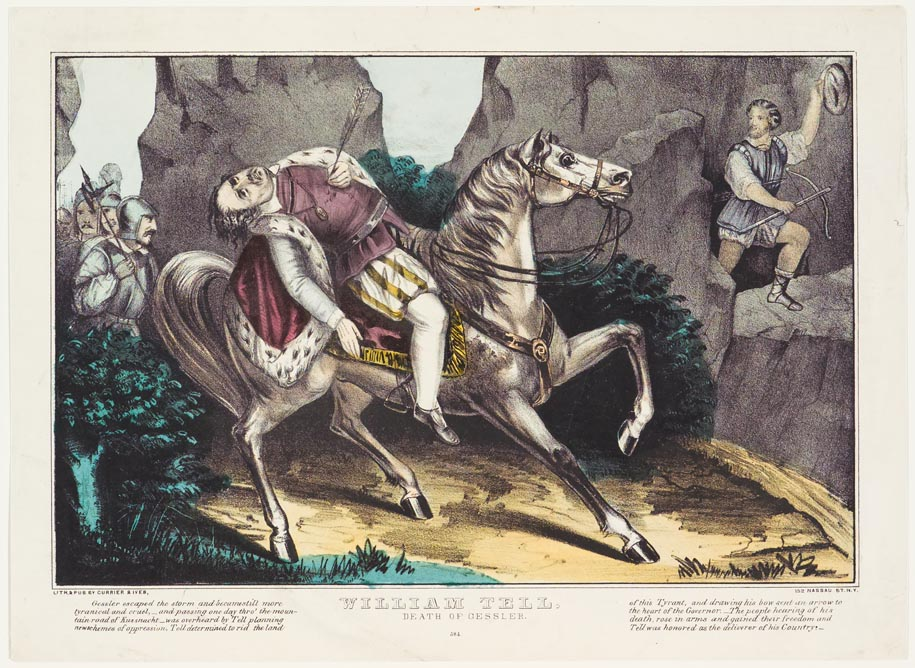 LITH. & PUB. BY CURRIER & IVES,
152 NASSAU ST. N.Y.
WILLIAM TELL,
DEATH OF GESSLER.
Gessler escaped the storm and became still more
tyranical and cruel, _ and passing one day thro' the moun-
tain road of Kussnacht _ was overheard by Tell planning
new schemes of oppression. Tell determined to rid the land
of this Tyrant, and drawing his bow sent an arrow to
the heart of the Governor. _ The people hearing of his
death, rose in arms and gained their freedom and
Tell was honored as the deliverer of his Country. _
584